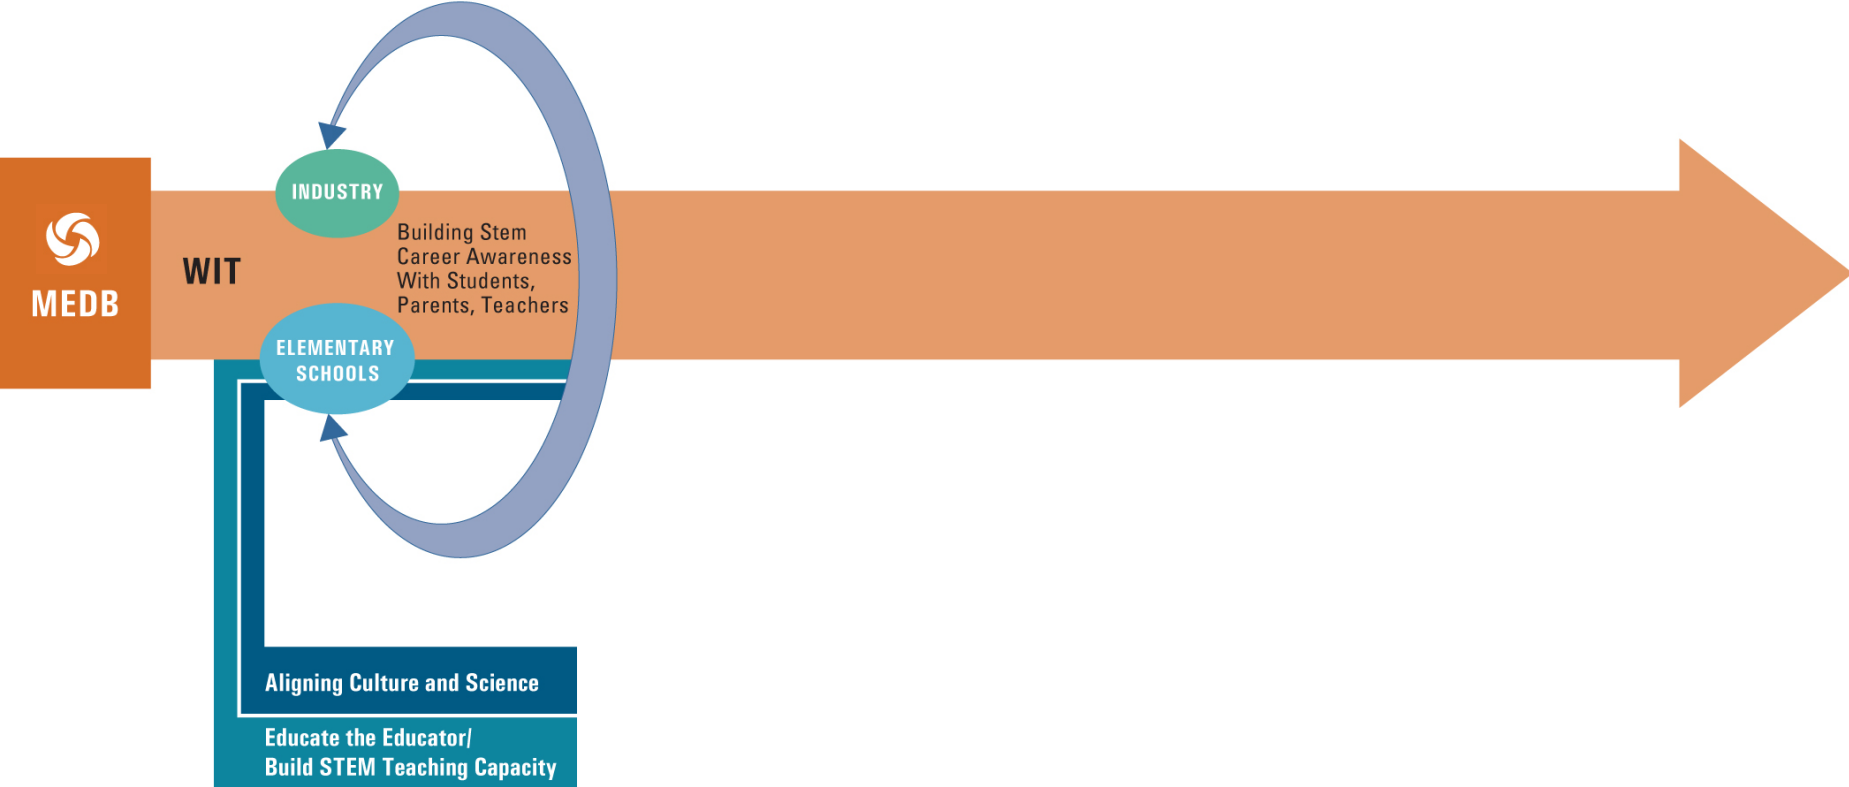 MEDB
WIT
INDUSTRY
Building Stem
Career Awareness
With Students,
Parents, Teachers
ELEMENTARY
SCHOOLS
Aligning Culture and Science
Educate the Educator/
Build STEM Teaching Capacity